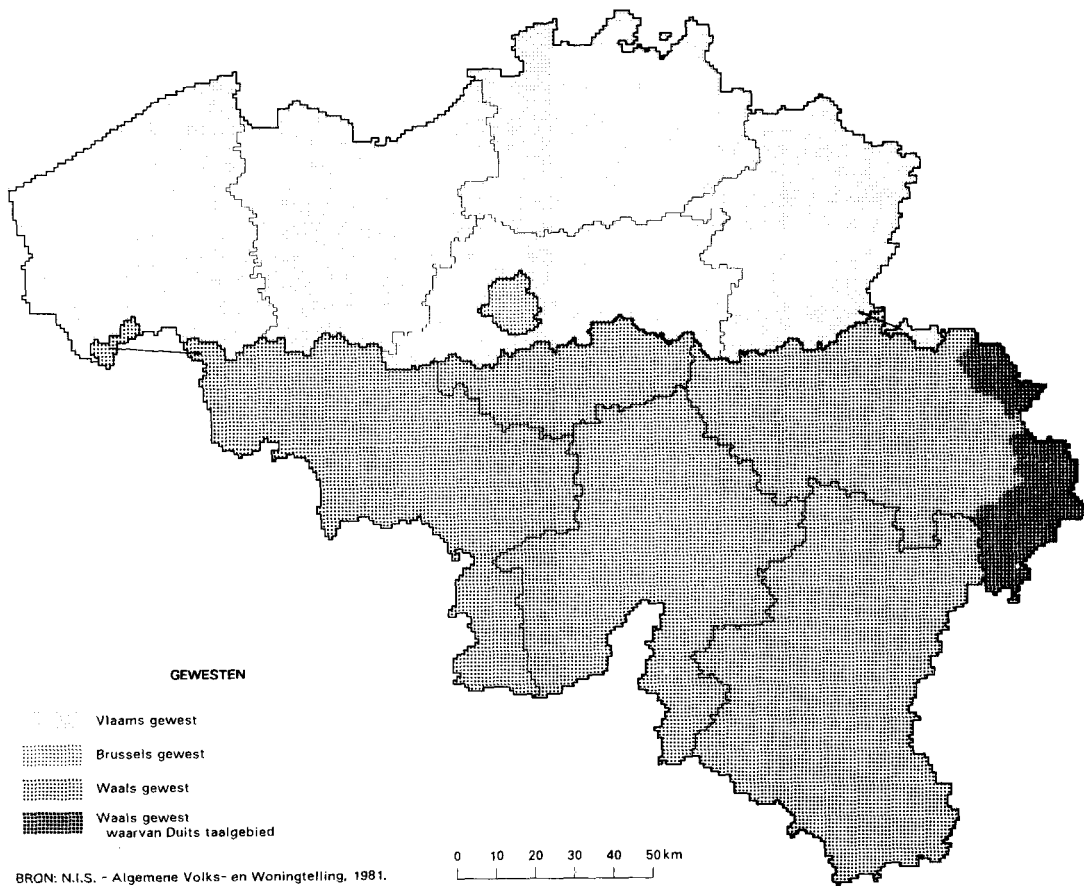 GEWESTEN
Vlaams gewest
Brussels gewest
Waals gewest
Waals gewest
waarvan Duits taalgebied
0 10 20 30 40 50 km
BRON: N.I.S. - Algemene Volks- en Woningtelling, 1981.